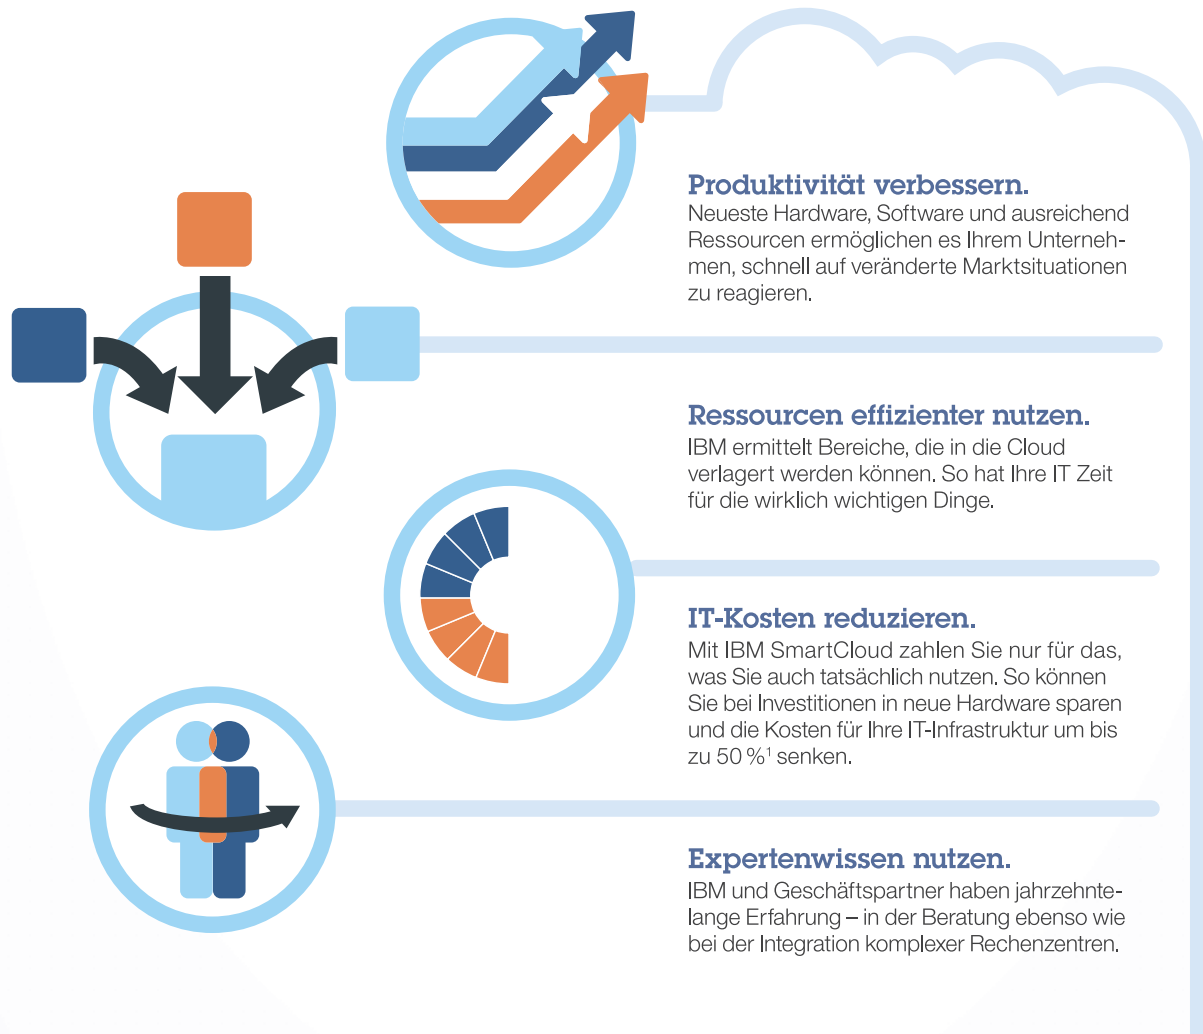 Produktivität verbessern.
Neueste Hardware, Software und ausreichend
Ressourcen ermöglichen es Ihrem Unterneh-
men, schnell auf veränderte Marktsituationen
zu reagieren.
Ressourcen effizienter nutzen.
IBM ermittelt Bereiche, die in die Cloud
verlagert werden können. So hat Ihre IT Zeit
für die wirklich wichtigen Dinge.
IT-Kosten reduzieren.
Mit IBM SmartCloud zahlen Sie nur für das,
was Sie auch tatsächlich nutzen. So können
Sie bei Investitionen in neue Hardware sparen
und die Kosten für Ihre IT-Infrastruktur um bis
zu 50 %¹ senken.
Expertenwissen nutzen.
IBM und Geschäftspartner haben jahrzehnte-
lange Erfahrung – in der Beratung ebenso wie
bei der Integration komplexer Rechenzentren.